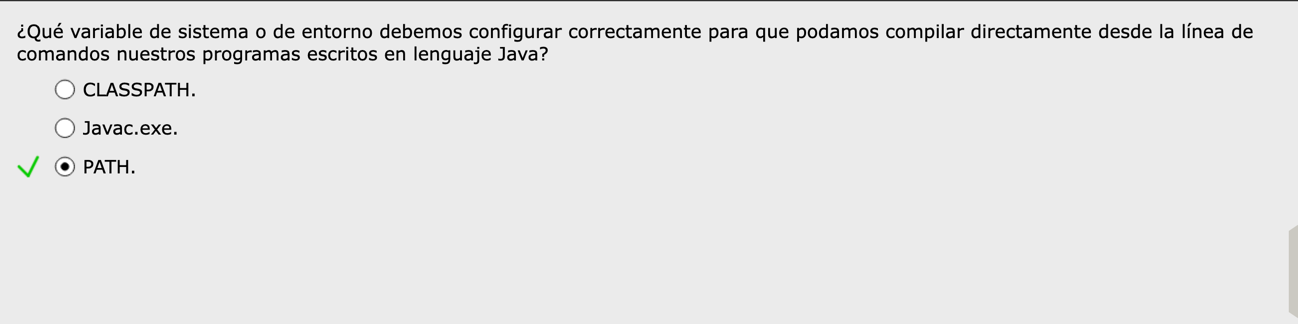 ¿Qué variable de sistema o de entorno debemos configurar correctamente para que podamos compilar directamente desde la línea de
comandos nuestros programas escritos en lenguaje Java?
CLASSPATH.
Javac.exe.
PATH.